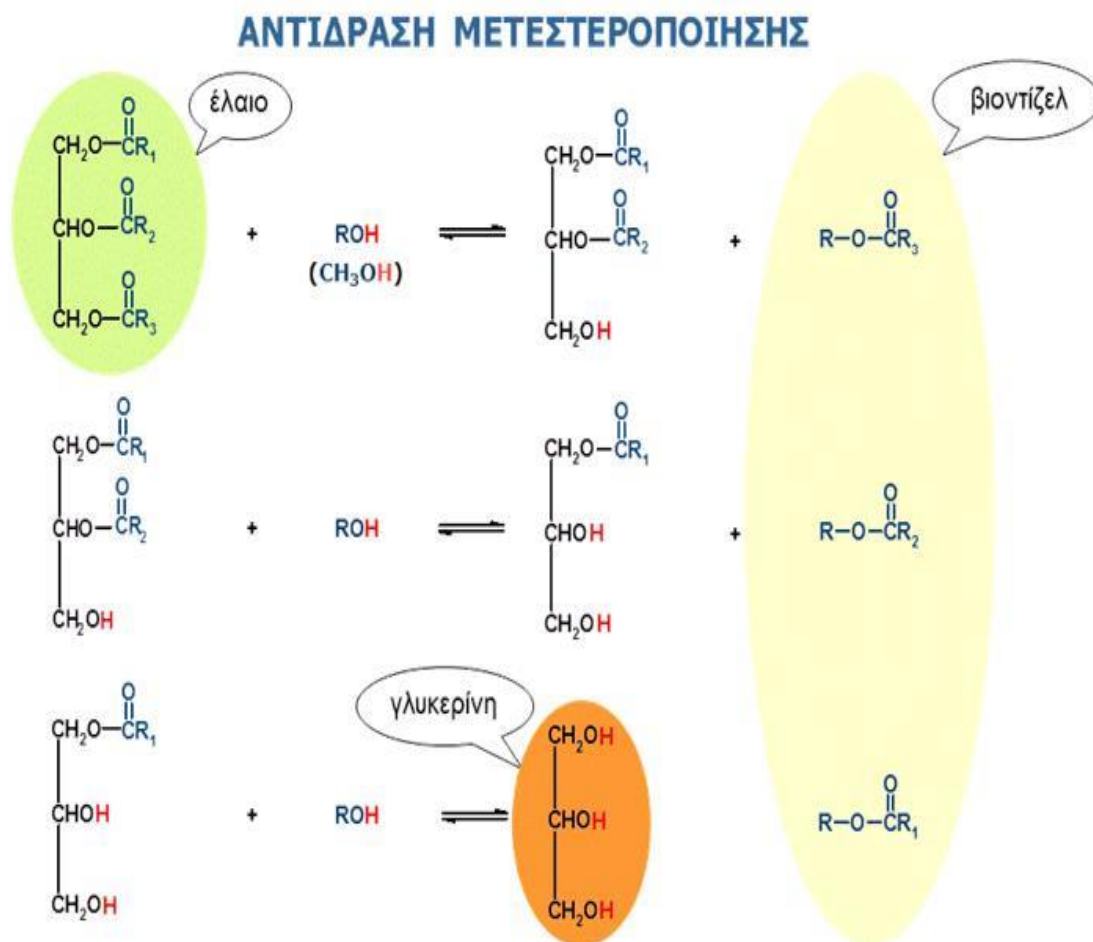 ΑΝΤΙΔΡΑΣΗ ΜΕΤΕΣΤΕΡΟΠΟΙΗΣΗΣ
έλαιο
βιοντίζελ
O
CH₂O—CR₁
O
CHO—CR₂
O
CH₂O—CR₃
+
ROH
(CH₃OH)
O
CH₂O—CR₁
O
CHO—CR₂
CH₂OH
+
O
R—O—CR₃
O
CH₂O—CR₁
O
CHO—CR₂
CH₂OH
+
ROH
O
CH₂O—CR₁
CHOH
CH₂OH
+
O
R—O—CR₂
γλυκερίνη
O
CH₂O—CR₁
CHOH
CH₂OH
+
ROH
CH₂OH
CHOH
CH₂OH
O
R—O—CR₁